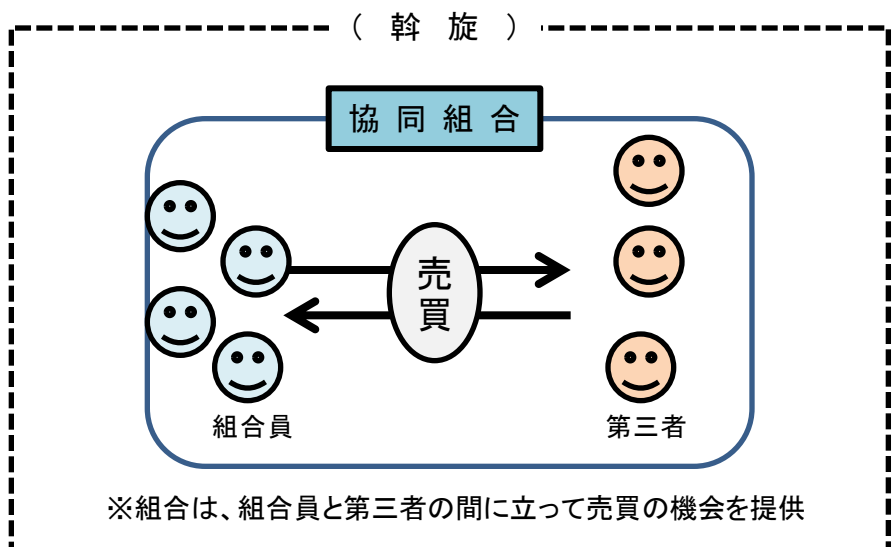 ( 斡 旋 )
協 同 組 合
売
買
組合員
第三者
※組合は、組合員と第三者の間に立って売買の機会を提供